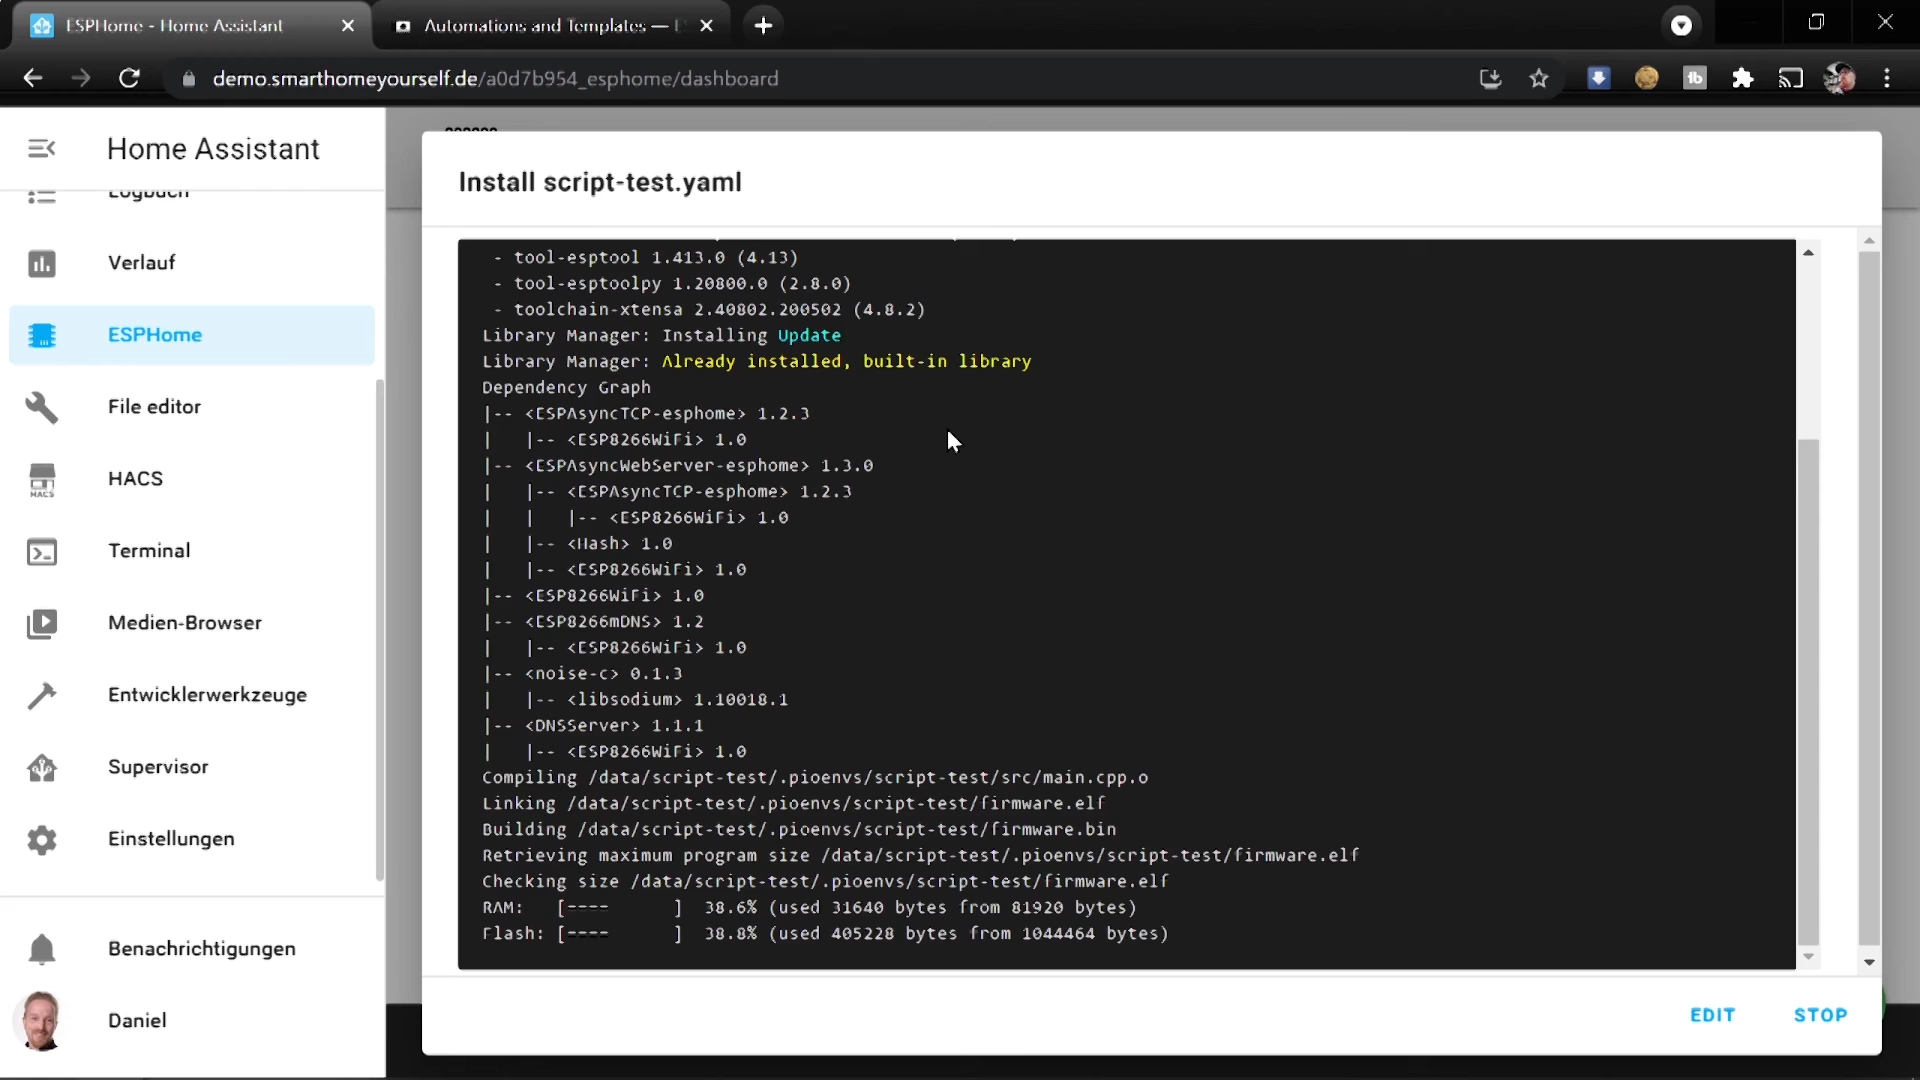 ESPHome - Home Assistant
Automations and Templates —
demo.smarthomeyourself.de/a0d7b954_esphome/dashboard
Home Assistant
Logbuch
Verlauf
ESPHome
File editor
HACS
HACS
Terminal
Medien-Browser
Entwicklerwerkzeuge
Supervisor
Einstellungen
Benachrichtigungen
Daniel
Install script-test.yaml
- tool-esptool 1.413.0 (4.13)
- tool-esptoolpy 1.20800.0 (2.8.0)
- toolchain-xtensa 2.40802.200502 (4.8.2)
Library Manager: Installing Update
Library Manager: Already installed, built-in library
Dependency Graph
|-- <ESPAsyncTCP-esphome> 1.2.3
|   |-- <ESP8266WiFi> 1.0
|-- <ESPAsyncWebServer-esphome> 1.3.0
|   |-- <ESPAsyncTCP-esphome> 1.2.3
|   |   |-- <ESP8266WiFi> 1.0
|   |-- <Hash> 1.0
|   |-- <ESP8266WiFi> 1.0
|-- <ESP8266WiFi> 1.0
|-- <ESP8266mDNS> 1.2
|   |-- <ESP8266WiFi> 1.0
|-- <noise-c> 0.1.3
|   |-- <libsodium> 1.10018.1
|-- <DNSServer> 1.1.1
|   |-- <ESP8266WiFi> 1.0
Compiling /data/script-test/.pioenvs/script-test/src/main.cpp.o
Linking /data/script-test/.pioenvs/script-test/firmware.elf
Building /data/script-test/.pioenvs/script-test/firmware.bin
Retrieving maximum program size /data/script-test/.pioenvs/script-test/firmware.elf
Checking size /data/script-test/.pioenvs/script-test/firmware.elf
RAM:   [====      ]  38.6% (used 31640 bytes from 81920 bytes)
Flash: [====      ]  38.8% (used 405228 bytes from 1044464 bytes)
EDIT STOP